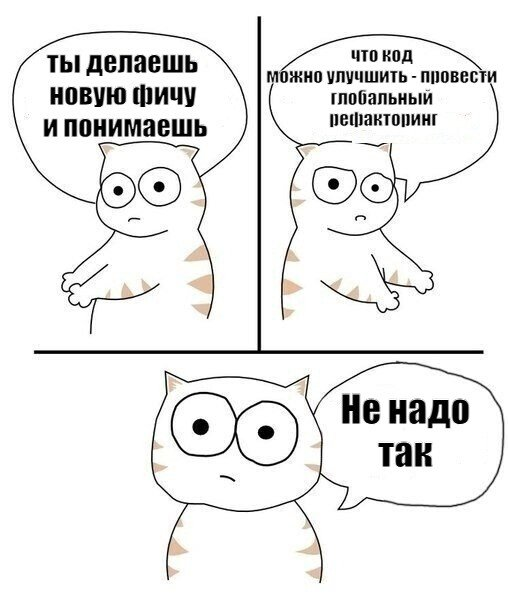 ты делаешь
новую фичу
и понимаешь
что код
можно улучшить - провести
глобальный
рефакторинг
Не надо
так